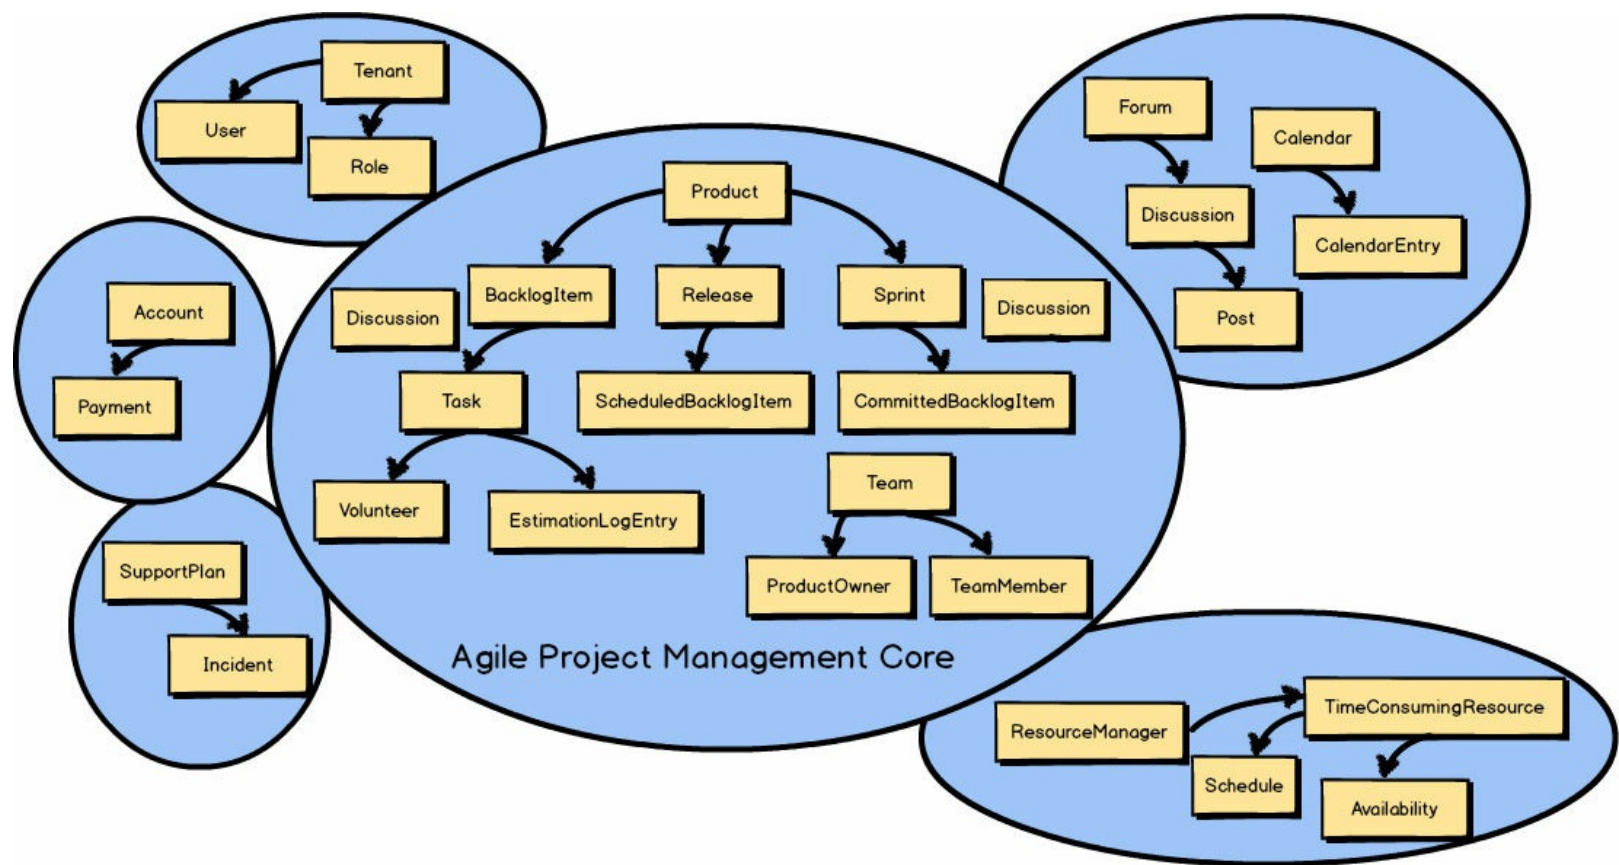 Tenant
User
Role
Forum
Calendar
Discussion
CalendarEntry
Post
Account
Payment
SupportPlan
Incident
Product
BacklogItem
Release
Sprint
Discussion
Discussion
Task
ScheduledBacklogItem
CommittedBacklogItem
Volunteer
EstimationLogEntry
Team
ProductOwner
TeamMember
Agile Project Management Core
ResourceManager
TimeConsumingResource
Schedule
Availability